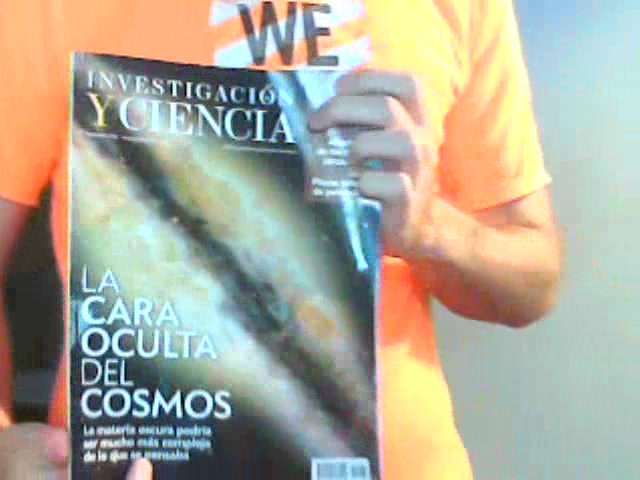 WE
INVESTIGACIÓN
Y CIENCIA
LA
CARA
OCULTA
DEL
COSMOS
La materia oscura podría
ser mucho más compleja
de lo que se pensaba